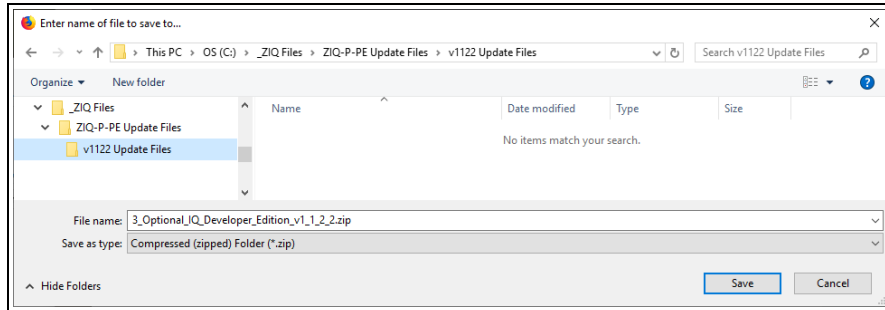 Enter name of file to save to...
This PC > OS (C:) > _ZIQ Files > ZIQ-P-PE Update Files > v1122 Update Files
Search v1122 Update Files
Organize
New folder
_ZIQ Files
ZIQ-P-PE Update Files
v1122 Update Files
Name
Date modified
Type
Size
No items match your search.
File name: 3_Optional_IQ_Developer_Edition_v1_1_2_2.zip
Save as type: Compressed (zipped) Folder (*.zip)
Hide Folders
Save
Cancel